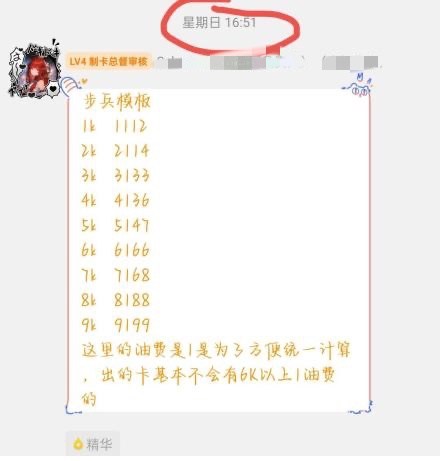 星期日 16:51
LV4 制卡总督审核
步兵模板
1k 1112
2k 2114
3k 3133
4k 4136
5k 5147
6k 6166
7k 7168
8k 8188
9k 9199
这里的油费是1是为了方便统一计算
，出的卡基本不会有6K以上1油费
的
精华